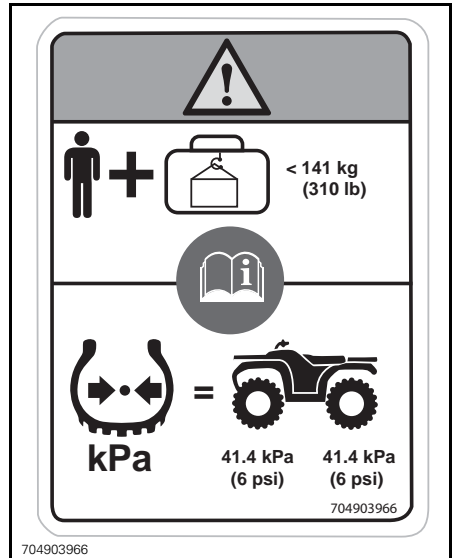 < 141 kg
(310 lb)
i
kPa
=
41.4 kPa 41.4 kPa
(6 psi) (6 psi)
704903966
704903966